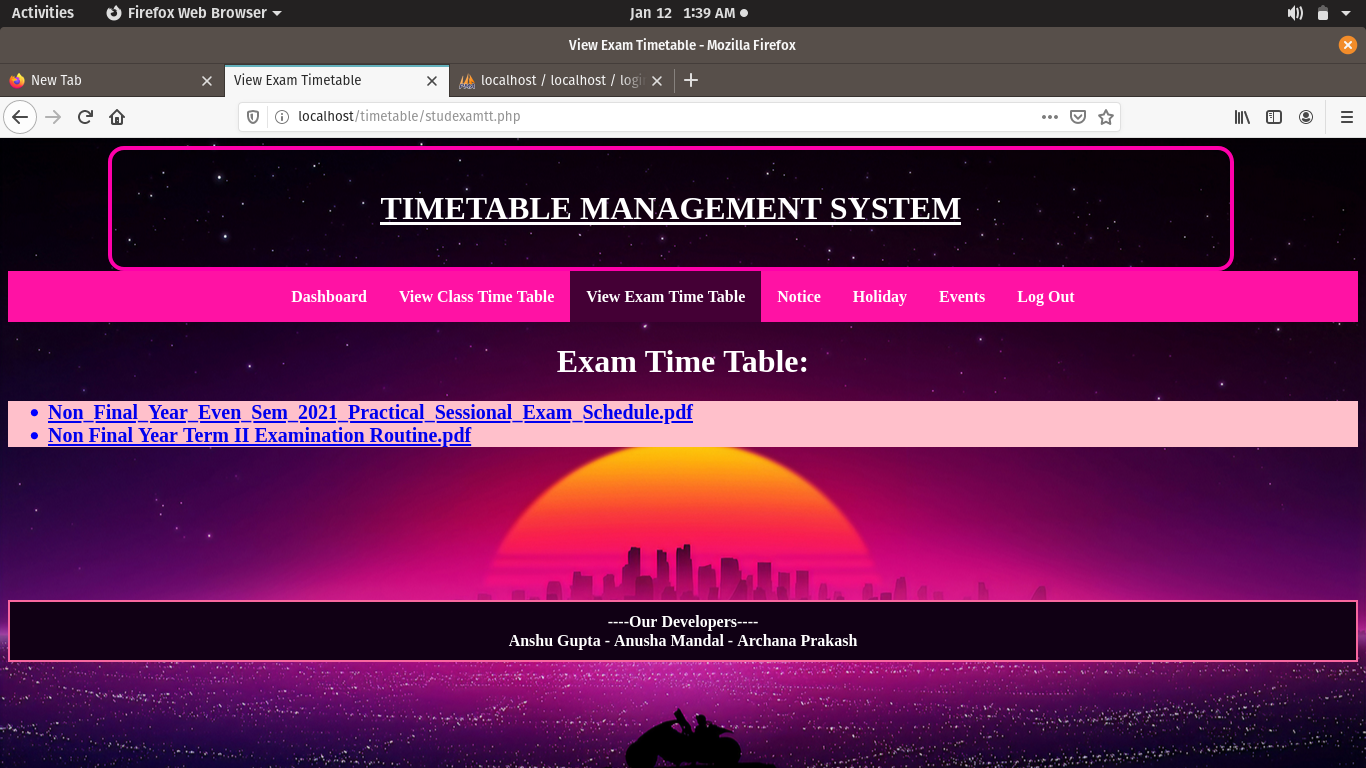 Activities Firefox Web Browser Jan 12 1:39 AM
View Exam Timetable - Mozilla Firefox
New Tab View Exam Timetable localhost / localhost / logi
localhost/timetable/studexamtt.php
TIMETABLE MANAGEMENT SYSTEM
Dashboard View Class Time Table View Exam Time Table Notice Holiday Events Log Out
Exam Time Table:
Non_Final_Year_Even_Sem_2021_Practical_Sessional_Exam_Schedule.pdf
Non Final Year Term II Examination Routine.pdf
----Our Developers----
Anshu Gupta - Anusha Mandal - Archana Prakash